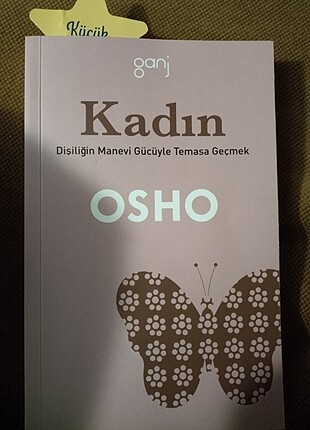 Küçük
ganj
Kadın
Dişiliğin Manevi Gücüyle Temasa Geçmek
OSHO